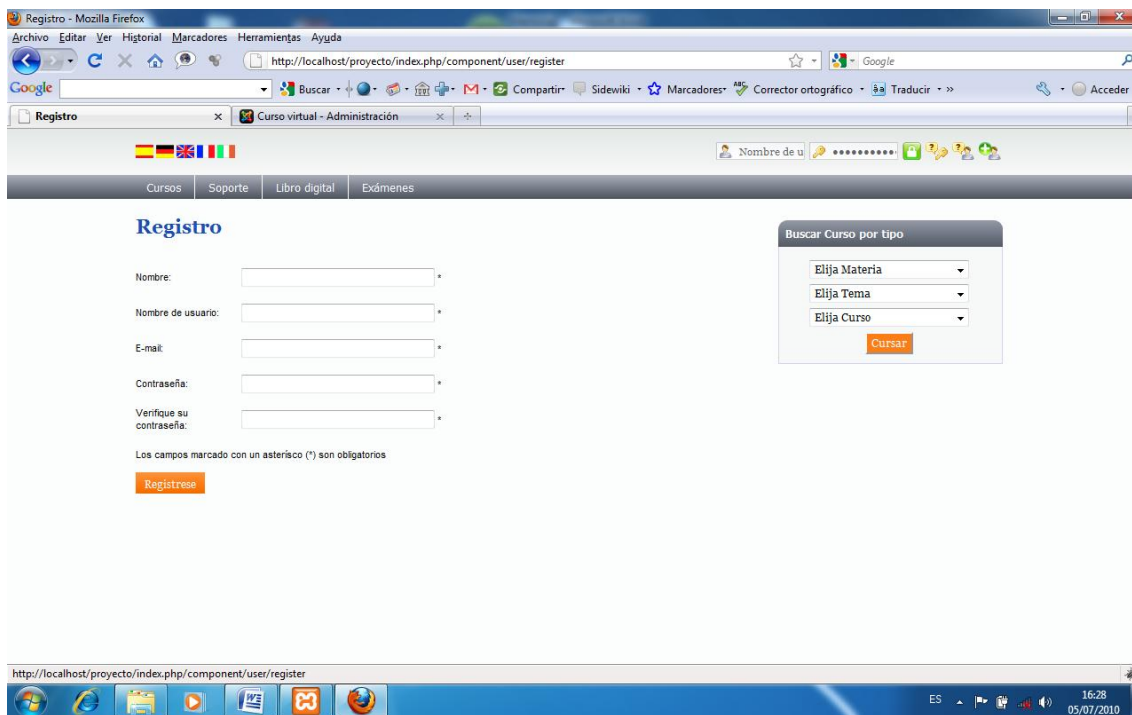 Registro - Mozilla Firefox
Archivo Editar Ver Historial Marcadores Herramientas Ayuda
http://localhost/proyecto/index.php/component/user/register
Google
Google
Buscar
Compartir
Sidewiki
Marcadores
ABC
Corrector ortográfico
Traducir
Acceder
Registro
Curso virtual - Administración
Nombre de u
Cursos
Soporte
Libro digital
Exámenes
Registro
Nombre: *
Nombre de usuario: *
E-mail: *
Contraseña: *
Verifique su
contraseña: *
Los campos marcado con un asterísco (*) son obligatorios
Registrese
Buscar Curso por tipo
Elija Materia
Elija Tema
Elija Curso
Cursar
http://localhost/proyecto/index.php/component/user/register
ES
16:28
05/07/2010